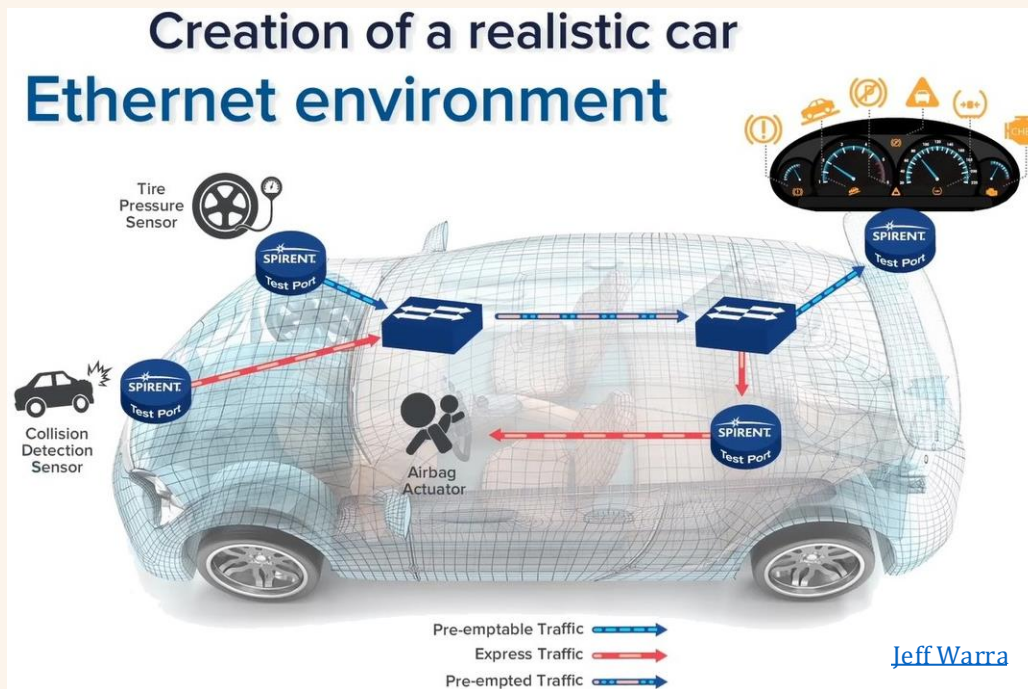 Creation of a realistic car
Ethernet environment
Tire
Pressure
Sensor
SPIRENT
Test Port
SPIRENT
Test Port
Collision
Detection
Sensor
SPIRENT
Test Port
SPIRENT
Test Port
Airbag
Actuator
Pre-emptable Traffic
Express Traffic
Pre-empted Traffic
Jeff Warra